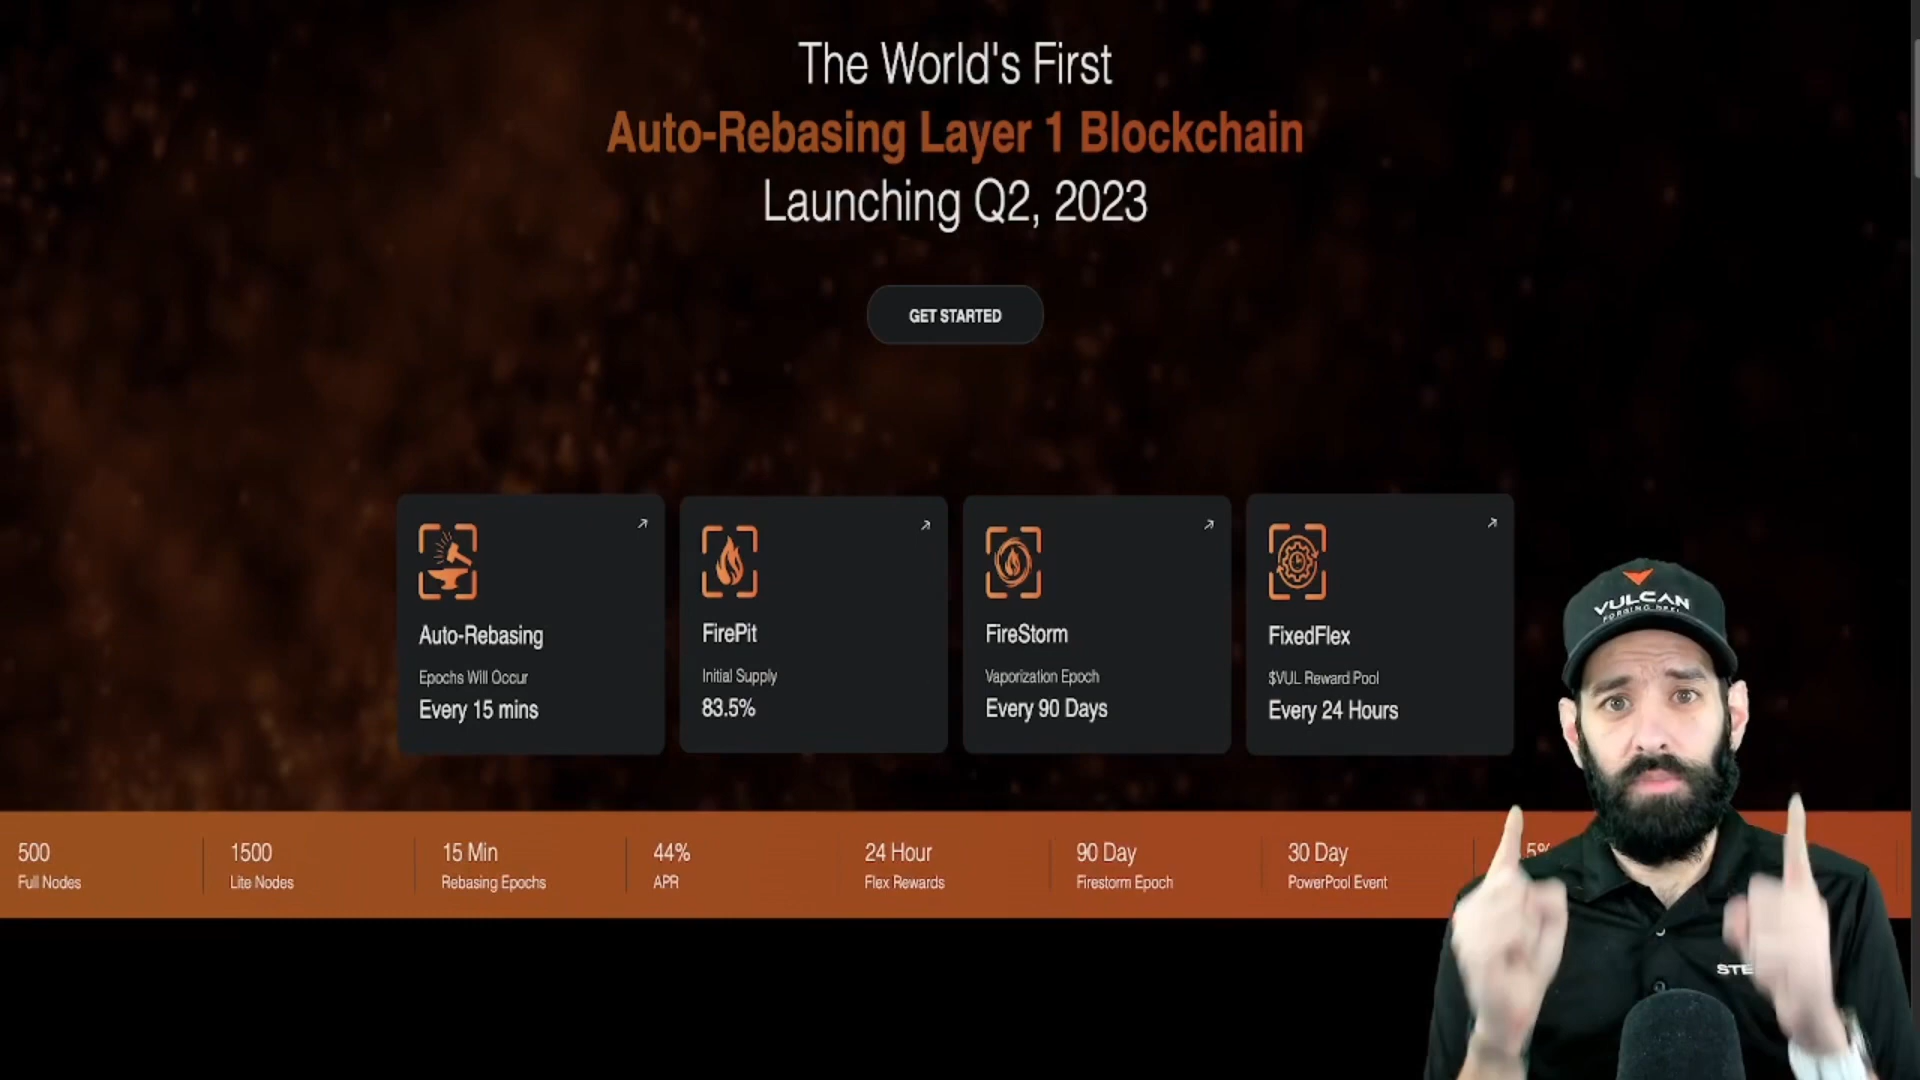 The World's First
Auto-Rebasing Layer 1 Blockchain
Launching Q2, 2023
GET STARTED
Auto-Rebasing
Epochs Will Occur
Every 15 mins
FirePit
Initial Supply
83.5%
FireStorm
Vaporization Epoch
Every 90 Days
FixedFlex
$VUL Reward Pool
Every 24 Hours
500
Full Nodes
1500
Lite Nodes
15 Min
Rebasing Epochs
44%
APR
24 Hour
Flex Rewards
90 Day
Firestorm Epoch
30 Day
PowerPool Event
5%
VULCAN
STE